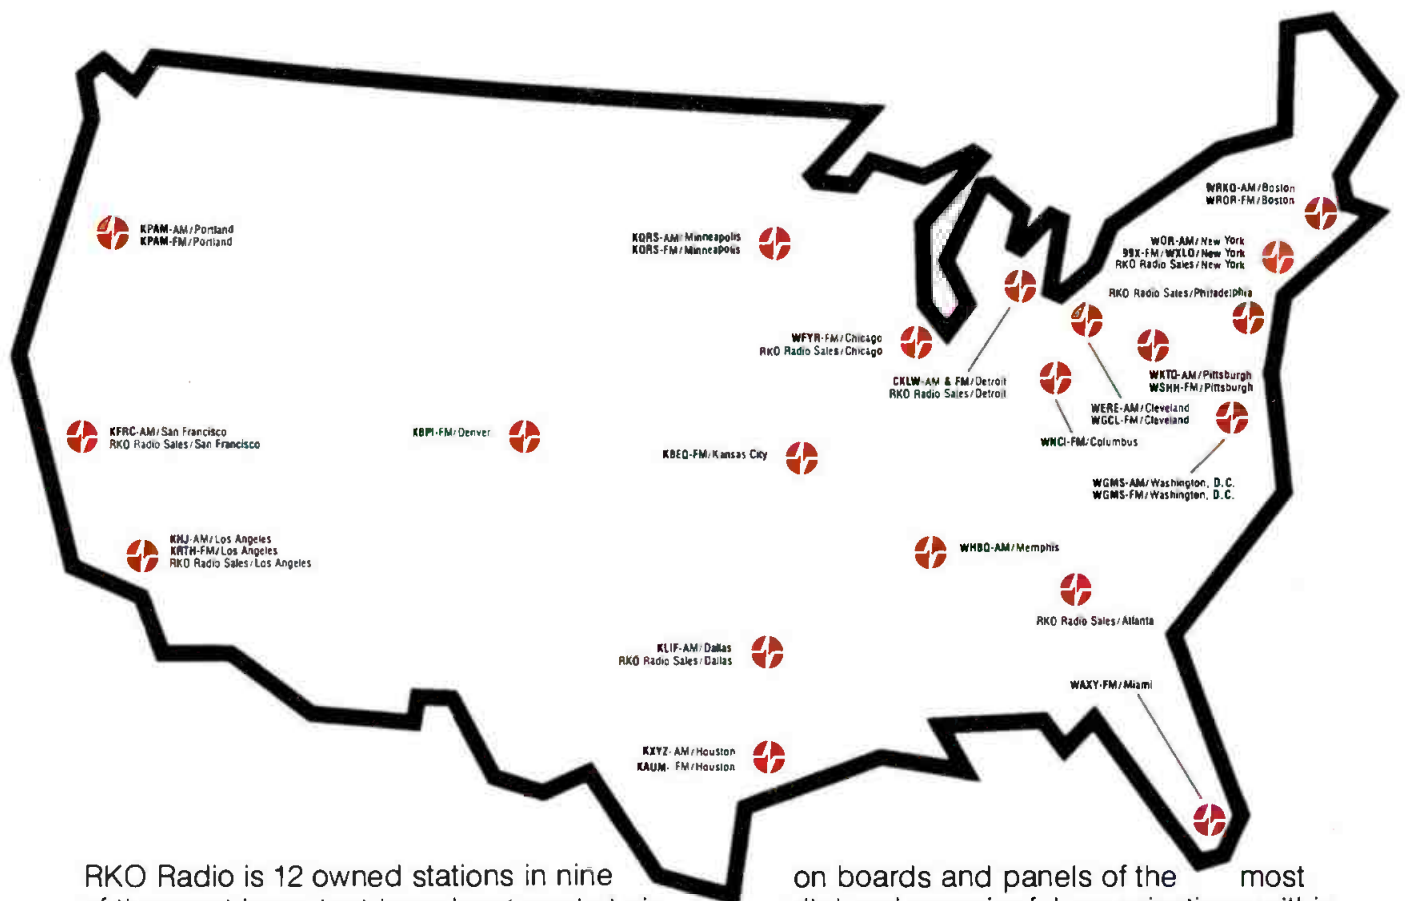 WRKO-AM/Boston
WROR-FM/Boston
KPAM-AM/Portland
KPAM-FM/Portland
KQRS-AM/Minneapolis
KQRS-FM/Minneapolis
WOR-AM/New York
99X-FM/WXLO/New York
RKO Radio Sales/New York
RKO Radio Sales/Philadelphia
WFYR-FM/Chicago
RKO Radio Sales/Chicago
CKLW-AM & FM/Detroit
RKO Radio Sales/Detroit
WKTQ-AM/Pittsburgh
WSHH-FM/Pittsburgh
WERE-AM/Cleveland
WGCL-FM/Cleveland
WNCI-FM/Columbus
KFRC-AM/San Francisco
RKO Radio Sales/San Francisco
KBPI-FM/Denver
KBEQ-FM/Kansas City
WGMS-AM/Washington, D.C.
WGMS-FM/Washington, D.C.
KHJ-AM/Los Angeles
KRTH-FM/Los Angeles
RKO Radio Sales/Los Angeles
WHBQ-AM/Memphis
RKO Radio Sales/Atlanta
KLIF-AM/Dallas
RKO Radio Sales/Dallas
WAXY-FM/Miami
KXYZ-AM/Houston
KAUM-FM/Houston
RKO Radio is 12 owned stations in nine
on boards and panels of the most